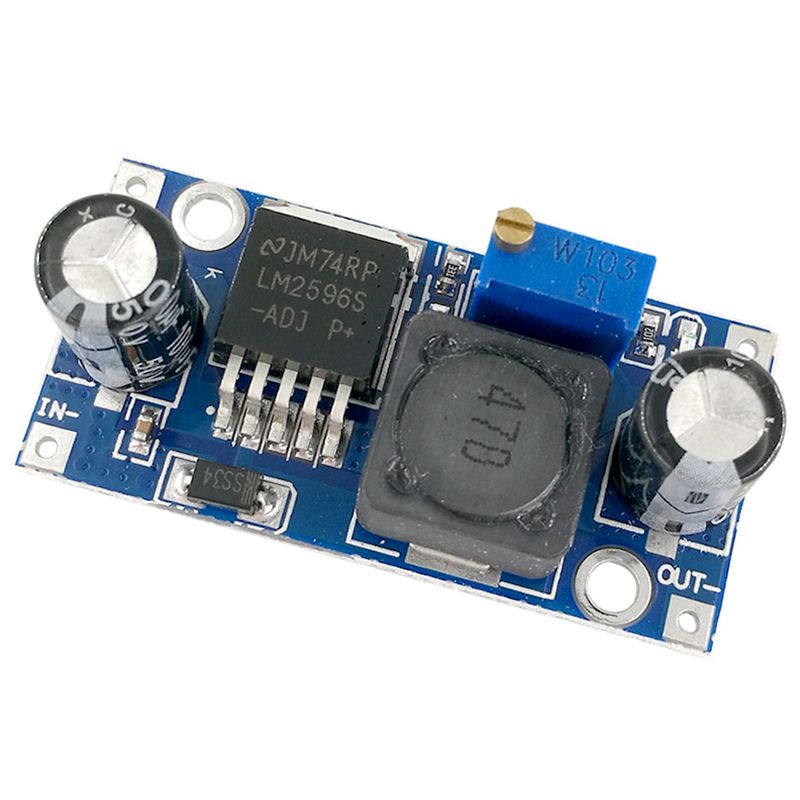 JM74RP
LM2596S
-ADJ P+
W103
13
470
SS34
IN-
OUT-
K